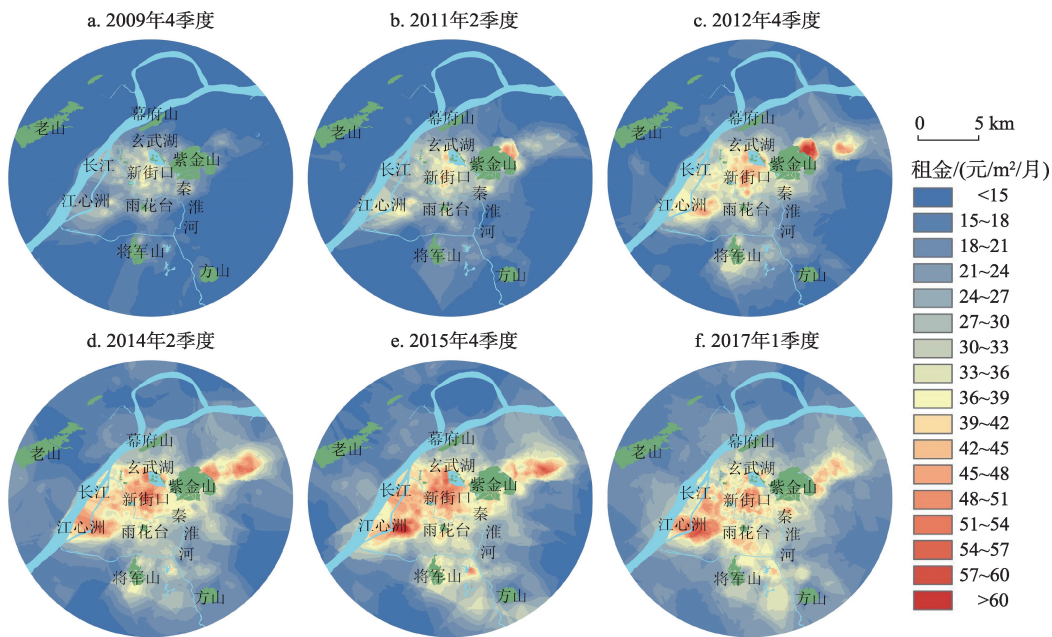 a. 2009年4季度
b. 2011年2季度
c. 2012年4季度
幕府山
老山
玄武湖
长江
紫金山
新街口
秦
江心洲
雨花台
淮
河
将军山
方山
幕府山
老山
玄武湖
长江
紫金山
新街口
秦
江心洲
雨花台
淮
河
将军山
方山
幕府山
老山
玄武湖
长江
紫金山
新街口
秦
江心洲
雨花台
淮
河
将军山
方山
0 5 km
租金/(元/m²/月)
<15
15~18
18~21
21~24
24~27
27~30
30~33
33~36
36~39
39~42
42~45
45~48
48~51
51~54
54~57
57~60
>60
d. 2014年2季度
e. 2015年4季度
f. 2017年1季度
幕府山
老山
玄武湖
长江
紫金山
新街口
秦
江心洲
雨花台
淮
河
将军山
方山
幕府山
老山
玄武湖
长江
紫金山
新街口
秦
江心洲
雨花台
淮
河
将军山
方山
幕府山
老山
玄武湖
长江
紫金山
新街口
秦
江心洲
雨花台
淮
河
将军山
方山